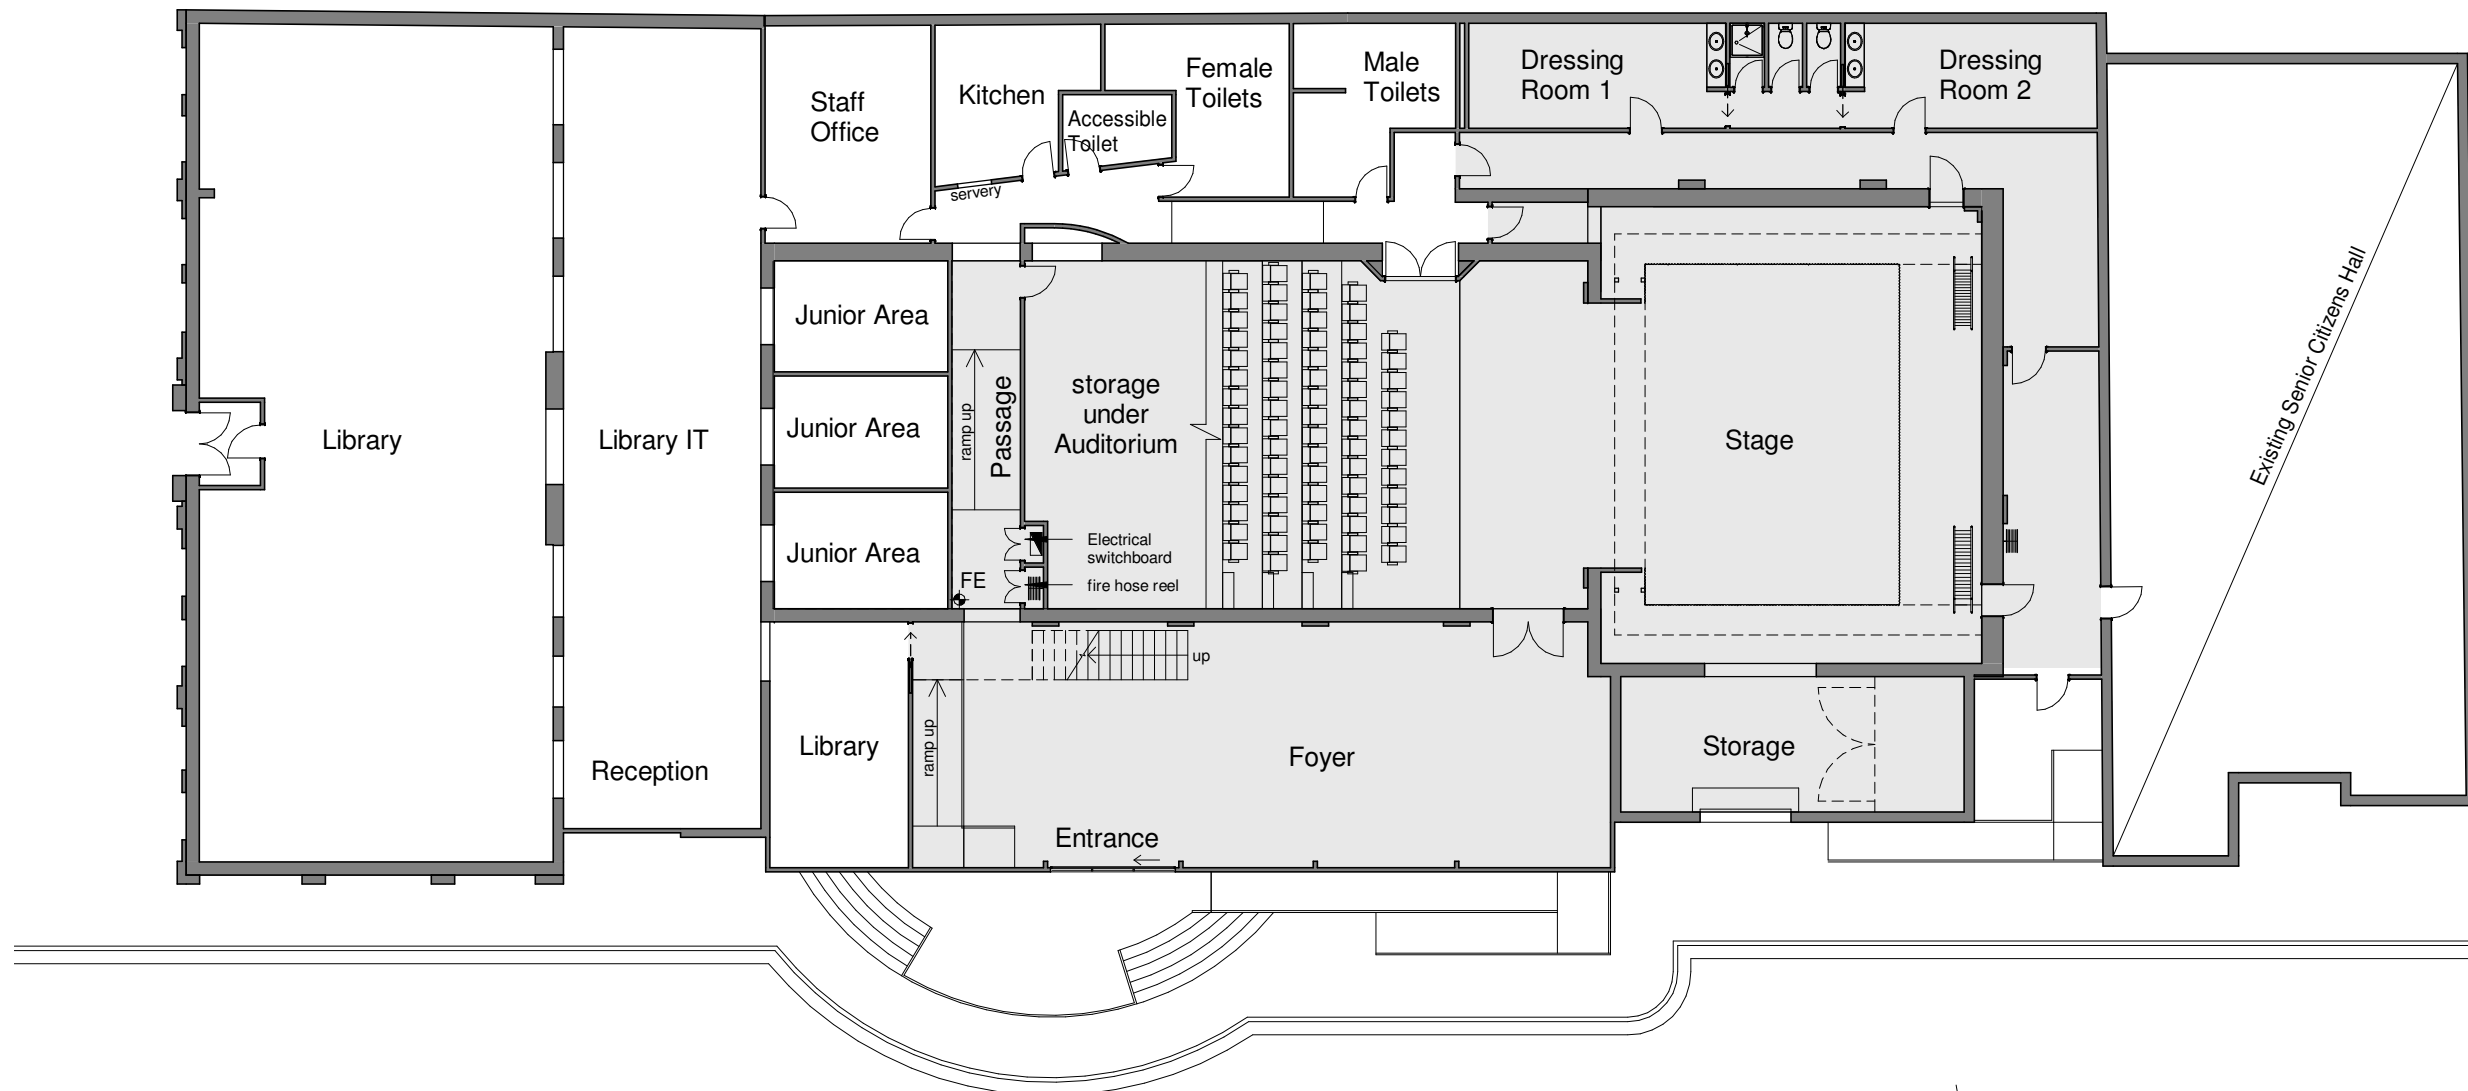 Staff
Office
Kitchen
servery
Accessible
Toilet
Female
Toilets
Male
Toilets
Dressing
Room 1
Dressing
Room 2
Library
Library IT
Reception
Junior Area
Junior Area
Junior Area
ramp up
Passage
FE
storage
under
Auditorium
Electrical
switchboard
fire hose reel
Stage
Existing Senior Citizens Hall
up
Library
ramp up
Foyer
Entrance
Storage